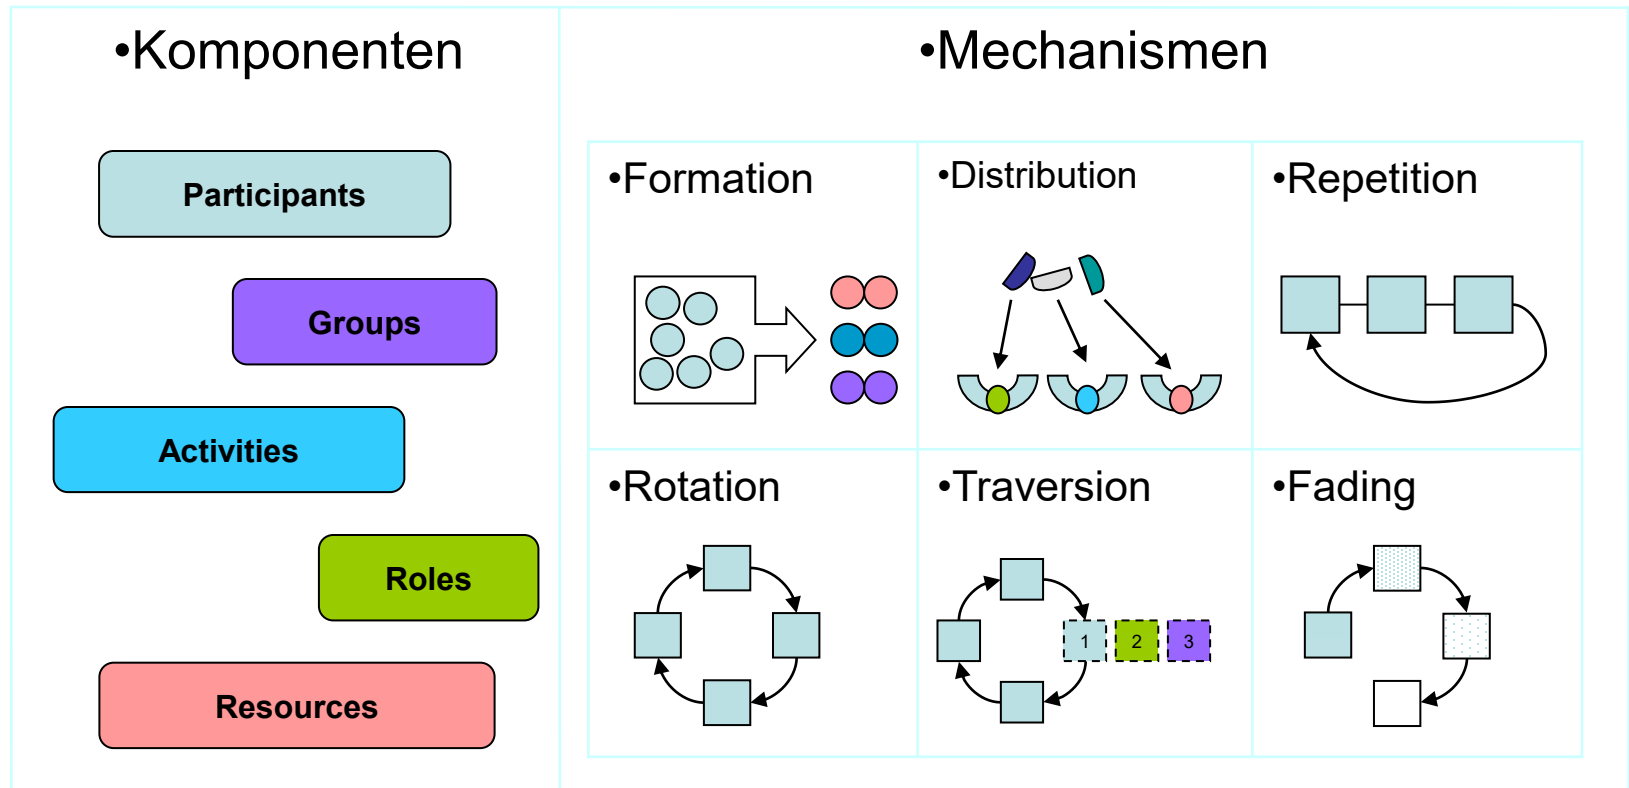 •Komponenten
Participants
Groups
Activities
Roles
Resources
•Mechanismen
•Formation
•Distribution
•Repetition
•Rotation
•Traversion
1 2 3
•Fading